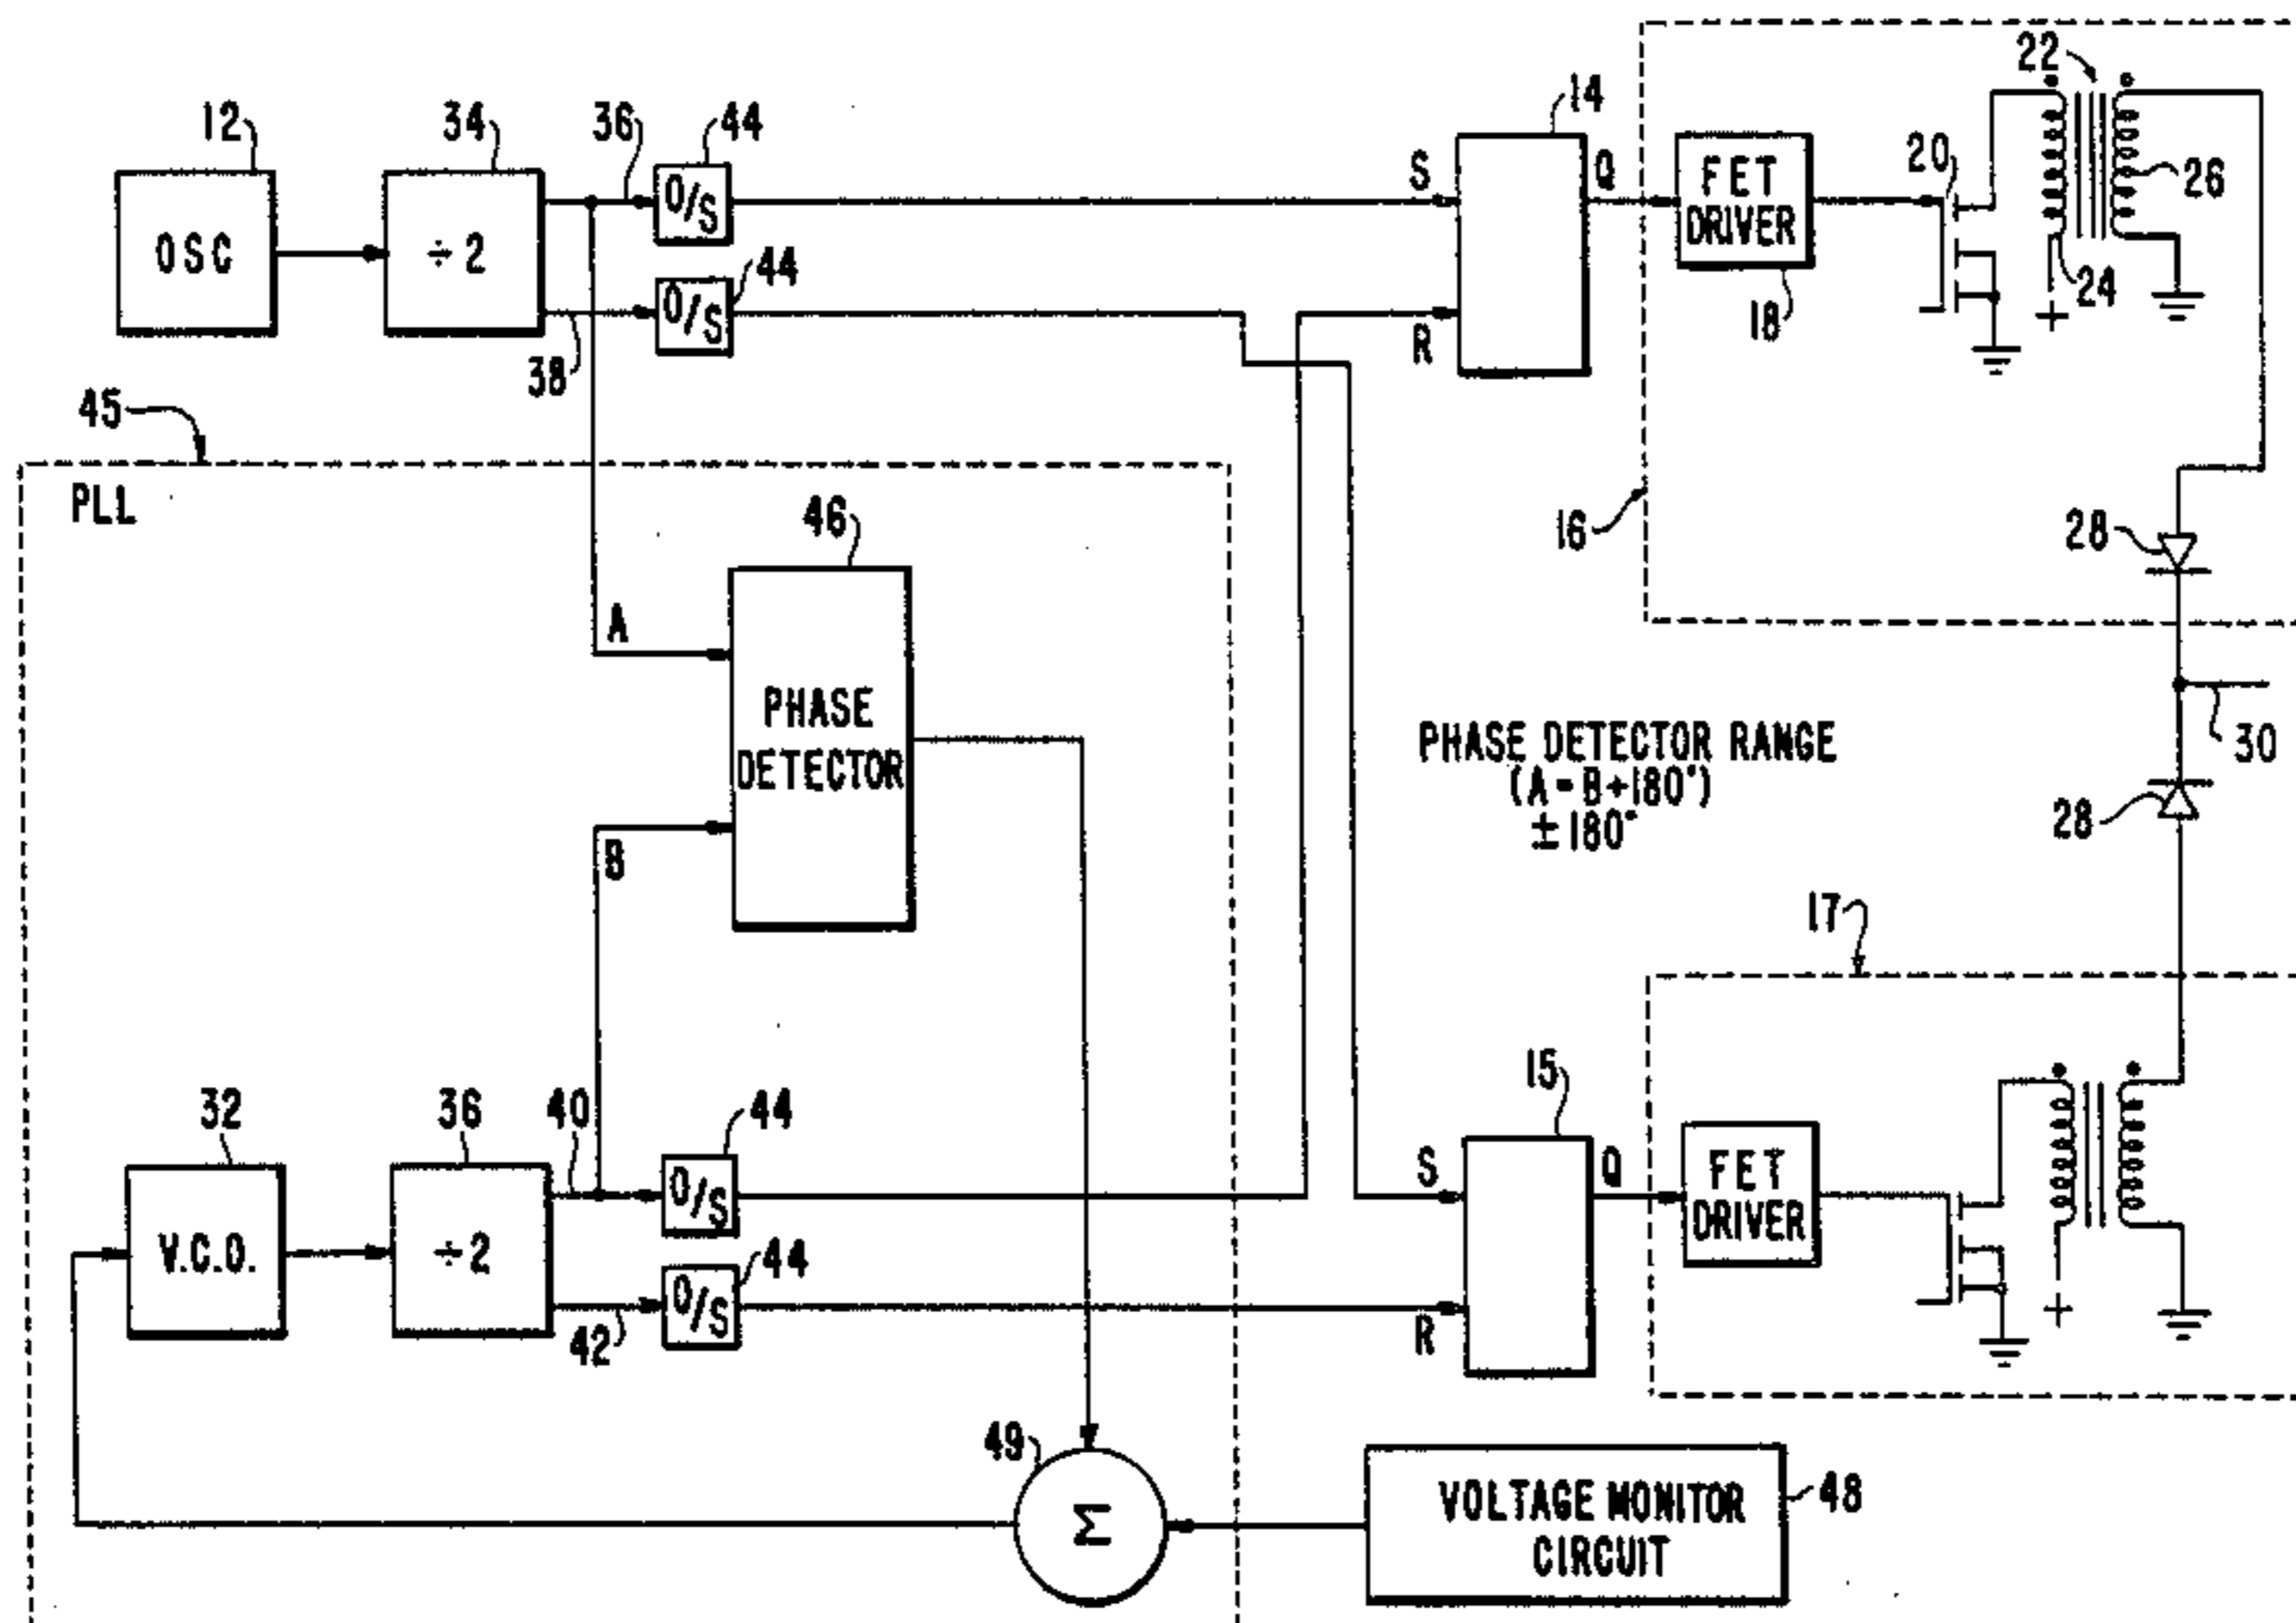 12
34
36
44
14
22
OSC
÷2
O/S
S
Q
FET
DRIVER
20
26
44
O/S
R
18
24
+
38
45
PLL
46
16
28
A
PHASE
DETECTOR
B
PHASE DETECTOR RANGE
(A=B+180°)
±180°
30
28
17
32
36
40
44
15
V.C.O.
÷2
O/S
S
Q
FET
DRIVER
44
O/S
42
R
+
49
Σ
VOLTAGE MONITOR
CIRCUIT
48